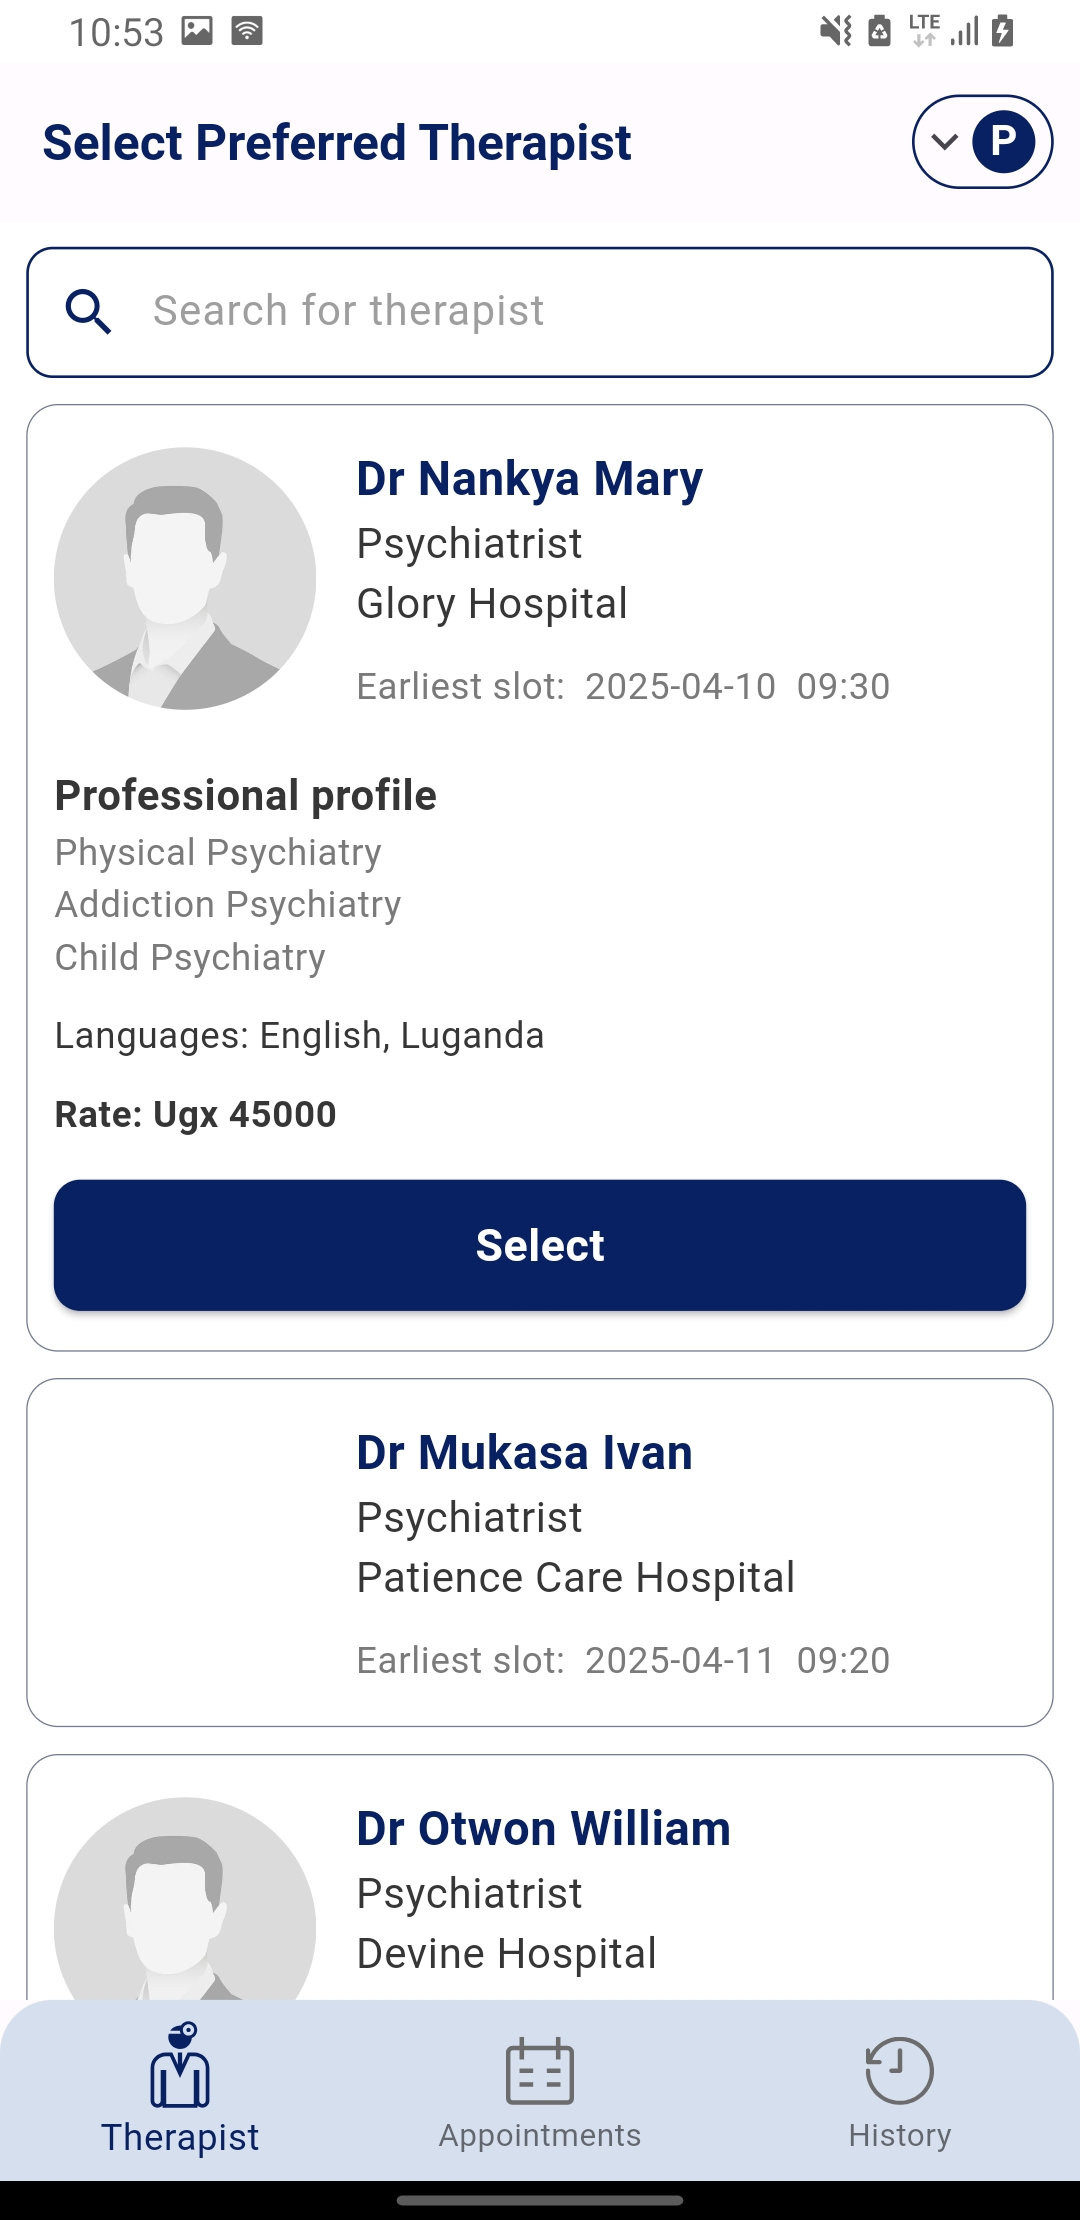 10:53
LTE
Select Preferred Therapist
P
Search for therapist
Dr Nankya Mary
Psychiatrist
Glory Hospital
Earliest slot: 2025-04-10 09:30
Professional profile
Physical Psychiatry
Addiction Psychiatry
Child Psychiatry
Languages: English, Luganda
Rate: Ugx 45000
Select
Dr Mukasa Ivan
Psychiatrist
Patience Care Hospital
Earliest slot: 2025-04-11 09:20
Dr Otwon William
Psychiatrist
Devine Hospital
Therapist
Appointments
History